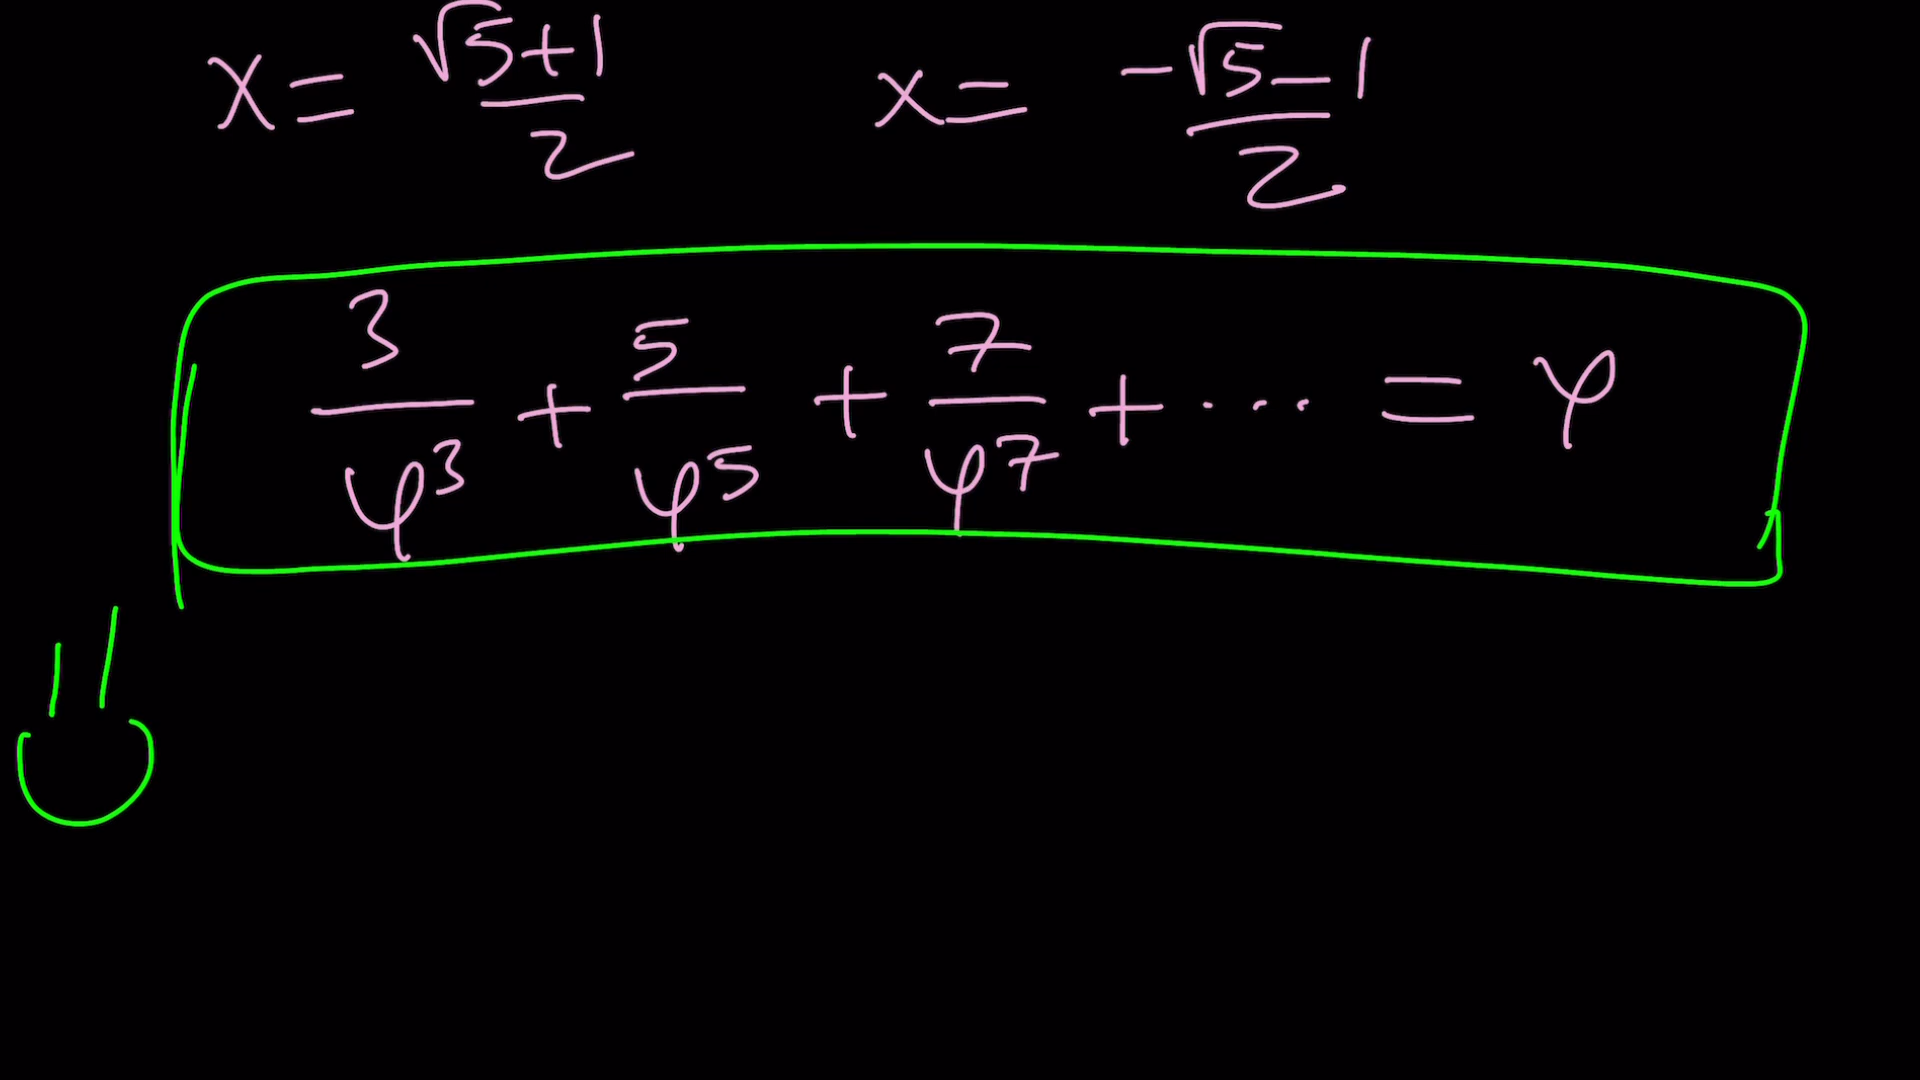 x = √5+1/2 x = -√5-1/2
3/φ³ + 5/φ⁵ + 7/φ⁷ + ... = φ